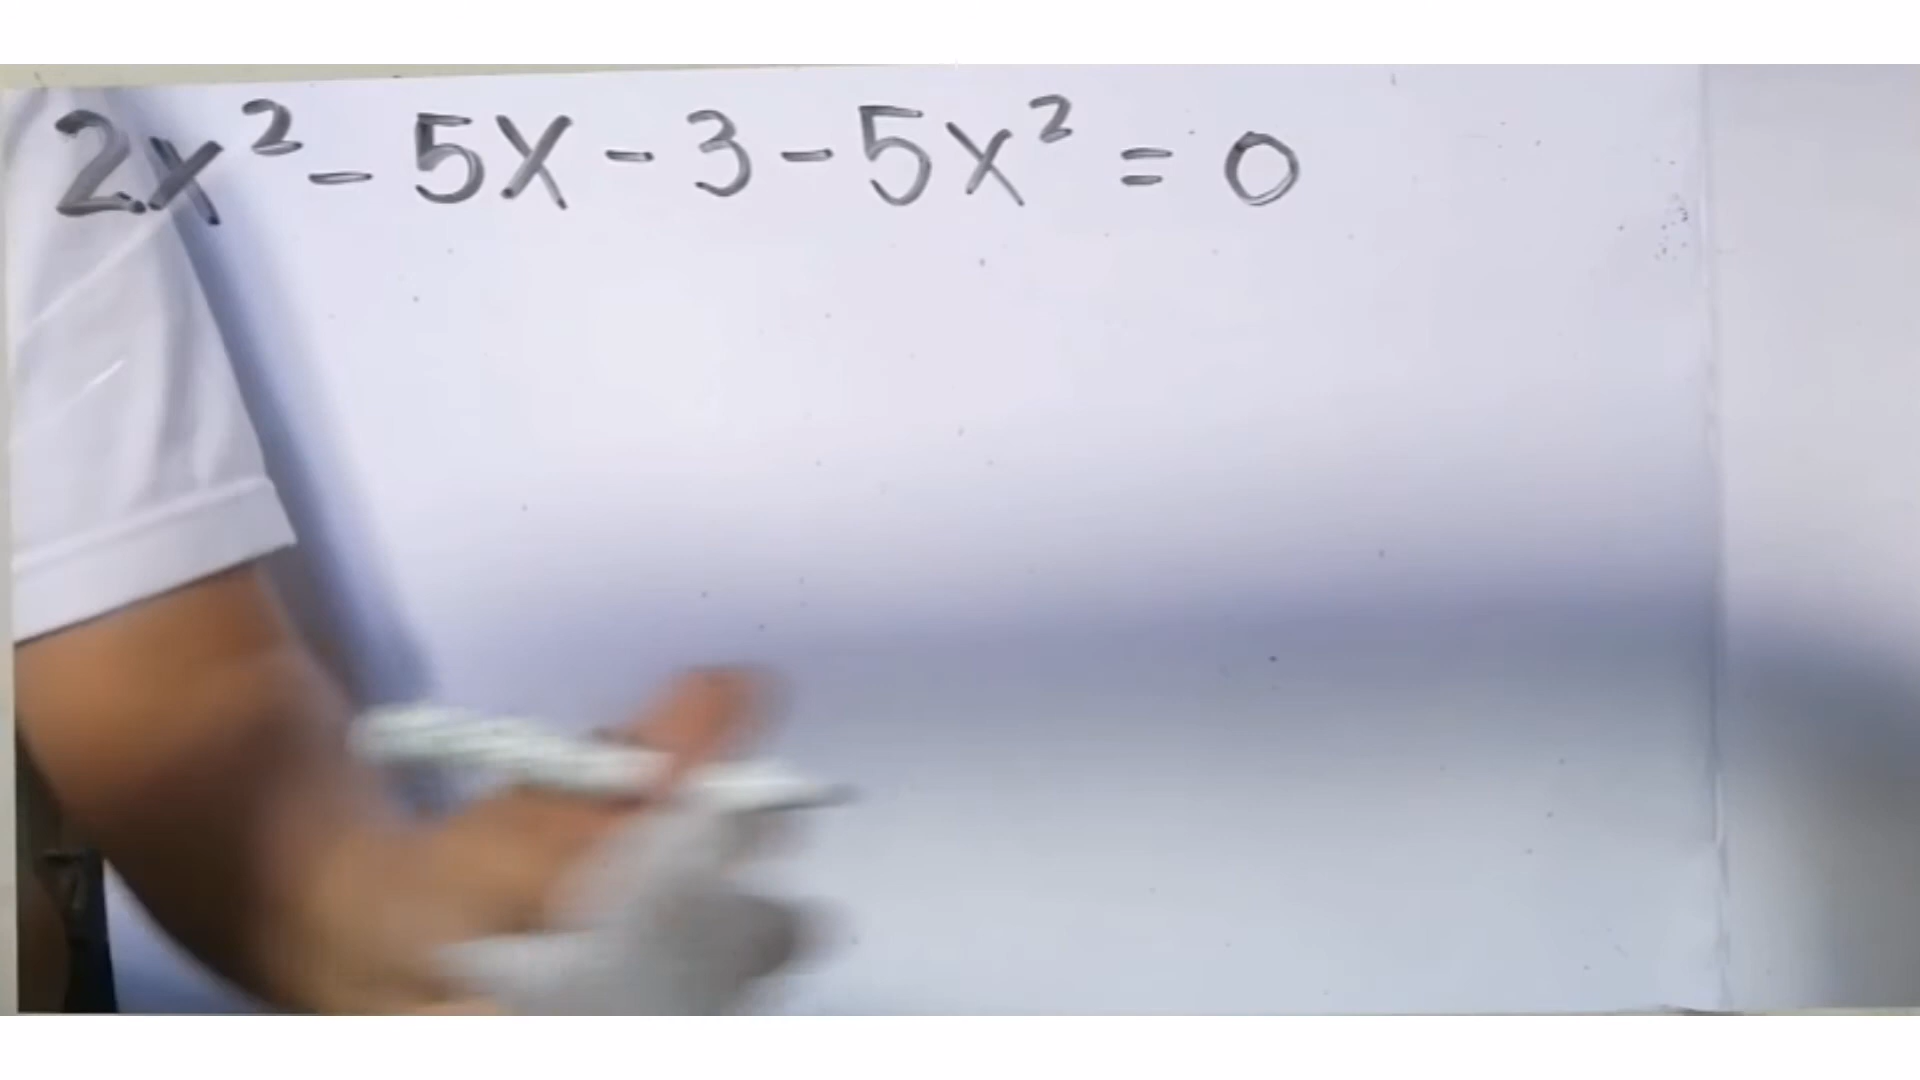 2x² - 5x - 3 - 5x² = 0